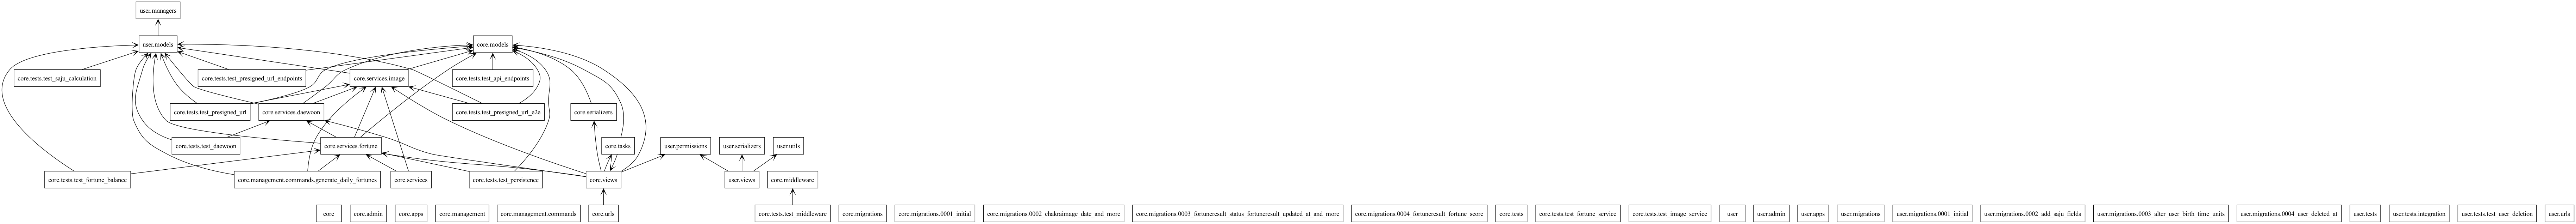 user.managers
user.models
core.models
core.tests.test_saju_calculation
core.tests.test_presigned_url_endpoints
core.services.image
core.tests.test_api_endpoints
core.tests.test_presigned_url
core.services.daewoon
core.tests.test_presigned_url_e2e
core.serializers
core.tests.test_daewoon
core.services.fortune
core.tasks
user.permissions
user.serializers
user.utils
core.tests.test_fortune_balance
core.management.commands.generate_daily_fortunes
core.services
core.tests.test_persistence
core.views
user.views
core.middleware
core
core.admin
core.apps
core.management
core.management.commands
core.urls
core.tests.test_middleware
core.migrations
core.migrations.0001_initial
core.migrations.0002_chakraimage_date_and_more
core.migrations.0003_fortuneresult_status_fortuneresult_updated_at_and_more
core.migrations.0004_fortuneresult_fortune_score
core.tests
core.tests.test_fortune_service
core.tests.test_image_service
user
user.admin
user.apps
user.migrations
user.migrations.0001_initial
user.migrations.0002_add_saju_fields
user.migrations.0003_alter_user_birth_time_units
user.migrations.0004_user_deleted_at
user.tests
user.tests.integration
user.tests.test_user_deletion
user.urls